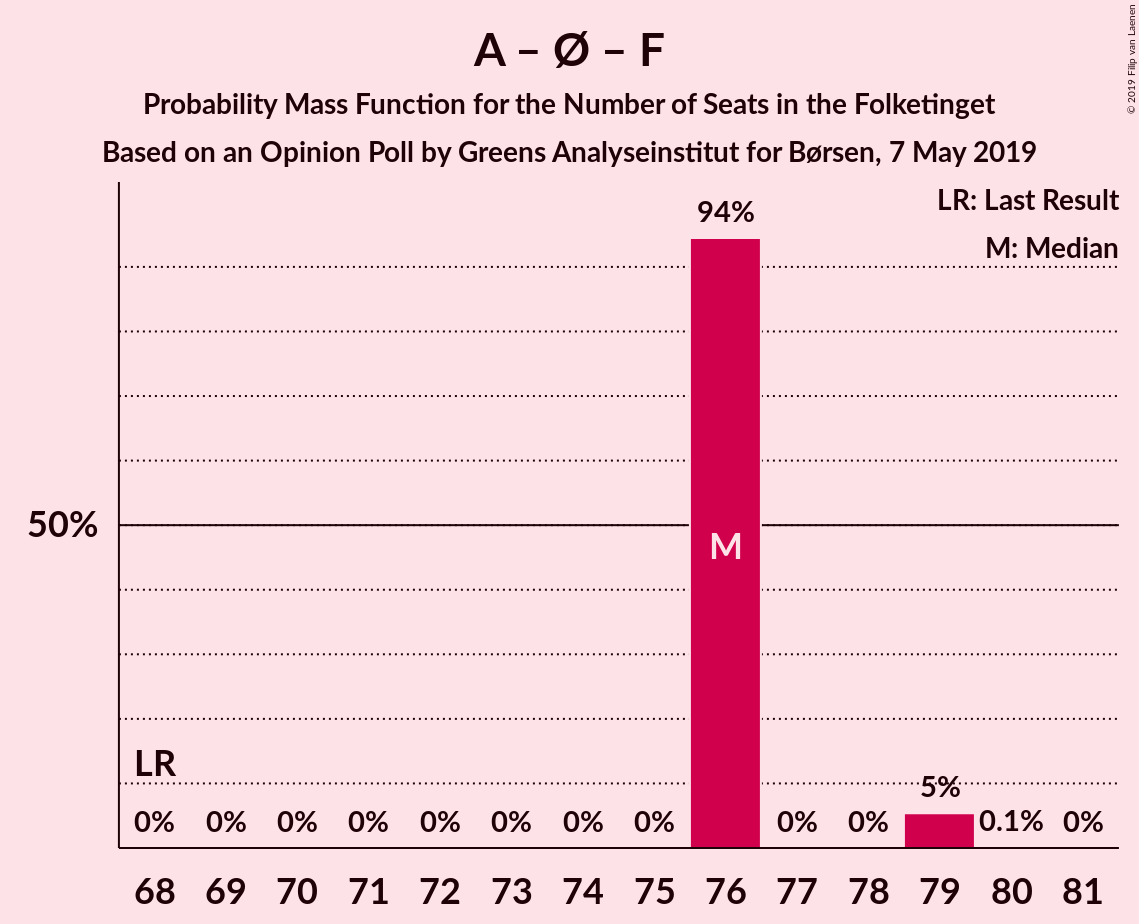 A – Ø – F
Probability Mass Function for the Number of Seats in the Folketinget
Based on an Opinion Poll by Greens Analyseinstitut for Børsen, 7 May 2019
© 2019 Filip van Laenen
LR: Last Result
M: Median
94%
50%
M
LR
5%
0% 0% 0% 0% 0% 0% 0% 0% 0% 0% 0.1% 0%
68 69 70 71 72 73 74 75 76 77 78 79 80 81